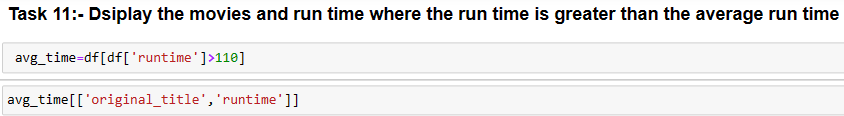 Task 11:- Dsiplay the movies and run time where the run time is greater than the average run time
avg_time=df[df['runtime']>110]
avg_time[['original_title','runtime']]